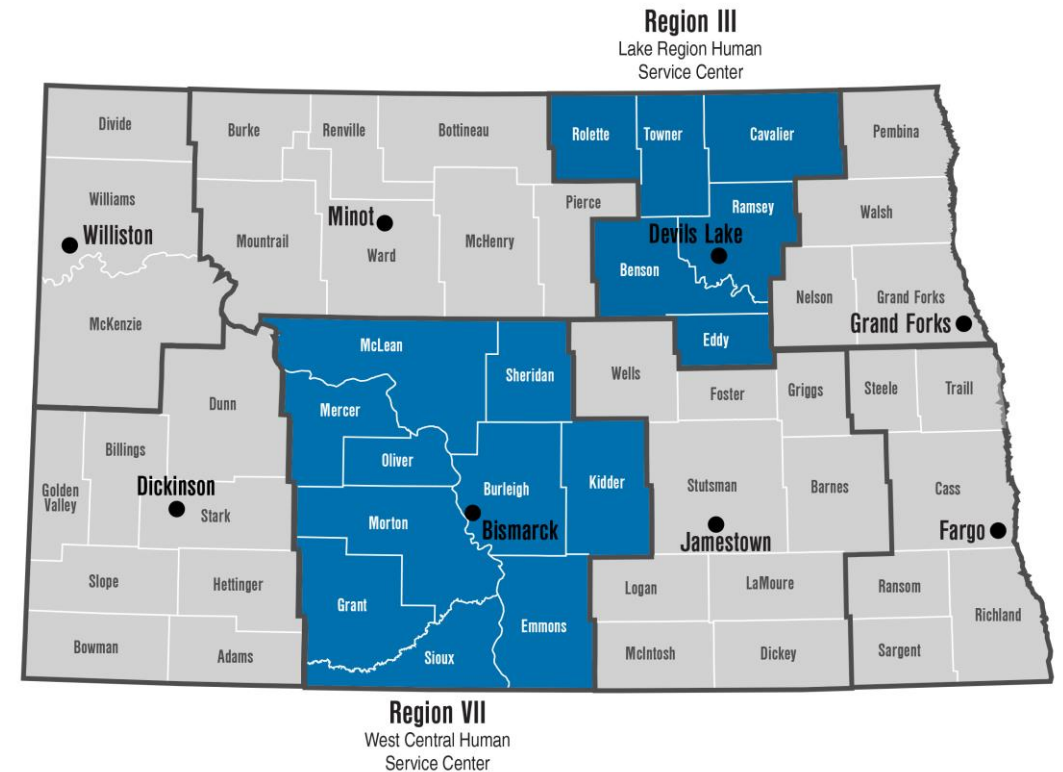 Region III
Lake Region Human
Service Center
Divide
Burke
Renville
Bottineau
Rolette
Towner
Cavalier
Pembina
Williams
Williston
Mountrail
Minot
Ward
McHenry
Pierce
Ramsey
Walsh
Devils Lake
Benson
Nelson
Grand Forks
Grand Forks
McKenzie
McLean
Sheridan
Eddy
Wells
Foster
Griggs
Steele
Traill
Dunn
Mercer
Billings
Oliver
Golden
Valley
Dickinson
Stark
Burleigh
Kidder
Stutsman
Barnes
Cass
Morton
Bismarck
Jamestown
Fargo
Slope
Hettinger
Grant
Emmons
Logan
LaMoure
Ransom
Richland
Bowman
Adams
Sioux
McIntosh
Dickey
Sargent
Region VII
West Central Human
Service Center